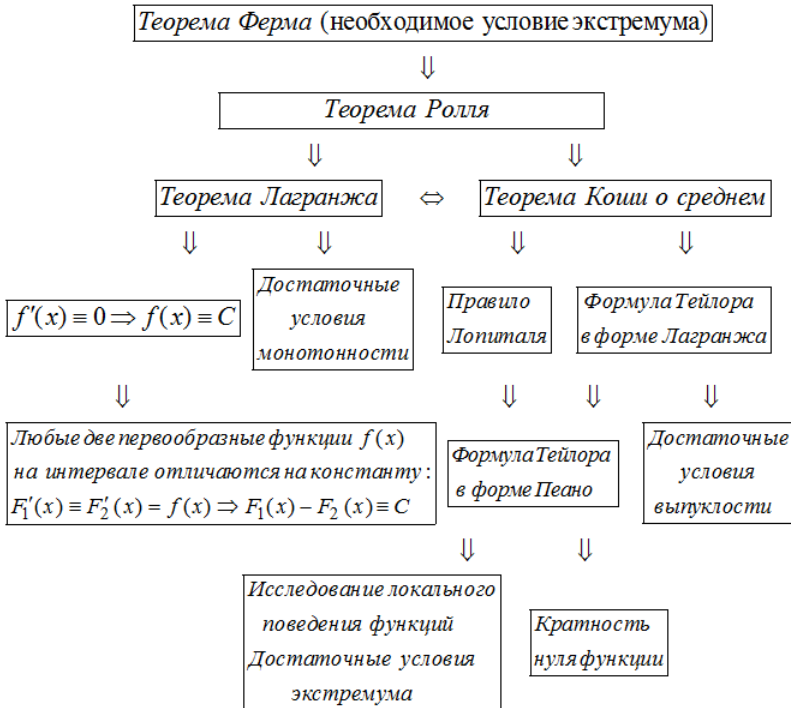 Теорема Ферма (необходимое условие экстремума)
⇓
Теорема Ролля
⇓ ⇓
Теорема Лагранжа ⇔ Теорема Коши о среднем
⇓ ⇓ ⇓ ⇓
f′(x) ≡ 0 ⇒ f(x) ≡ C
Достаточные
условия
монотонности
Правило
Лопиталя
Формула Тейлора
в форме Лагранжа
⇓ ⇓ ⇓ ⇓
Любые две первообразные функции f(x)
на интервале отличаются на константу:
F₁′(x) ≡ F₂′(x) = f(x) ⇒ F₁(x) − F₂(x) ≡ C
Формула Тейлора
в форме Пеано
Достаточные
условия
выпуклости
⇓ ⇓
Исследование локального
поведения функций
Достаточные условия
экстремума
Кратность
нуля функции